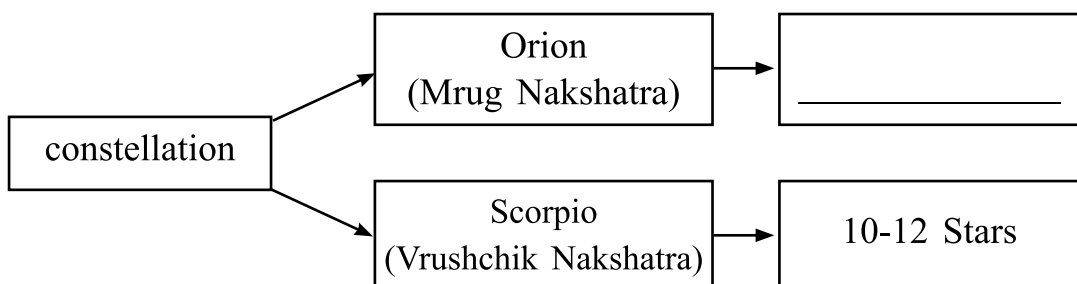 Orion
(Mrug Nakshatra)
constellation
Scorpio
(Vrushchik Nakshatra)
10-12 Stars